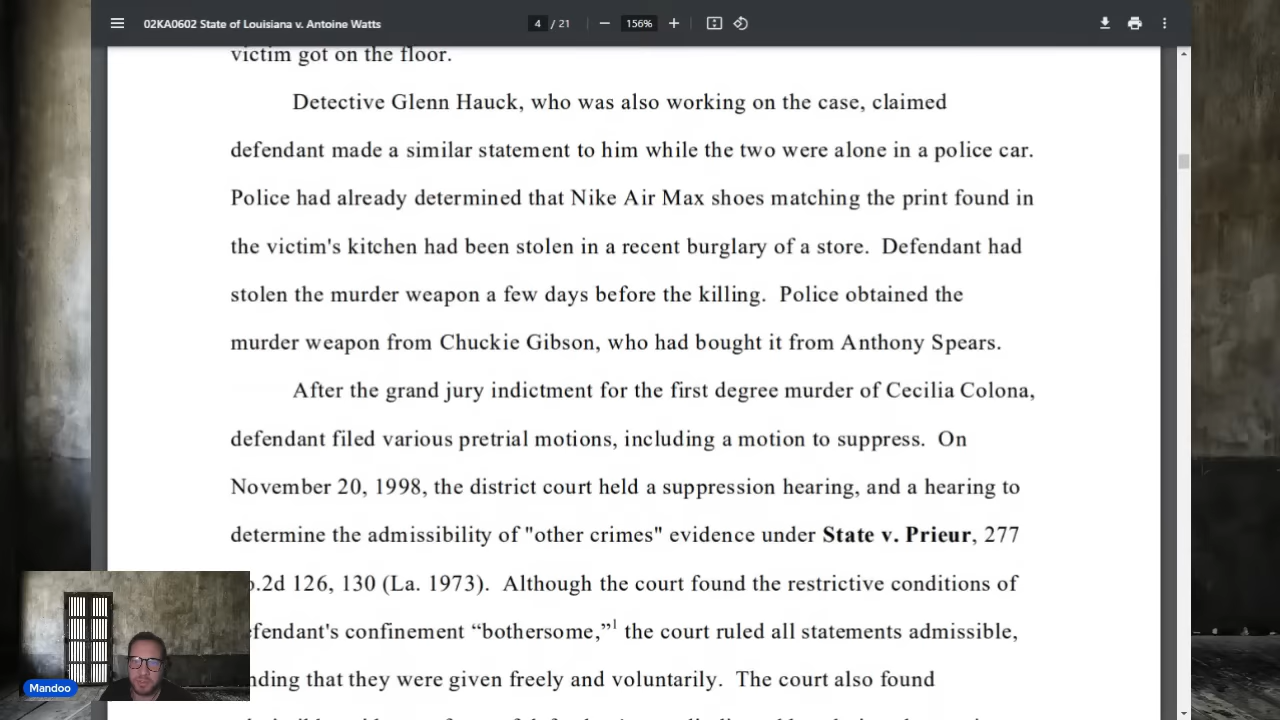 02KA0602 State of Louisiana v. Antoine Watts
4 / 21
156%
victim got on the floor.
Detective Glenn Hauck, who was also working on the case, claimed
defendant made a similar statement to him while the two were alone in a police car.
Police had already determined that Nike Air Max shoes matching the print found in
the victim's kitchen had been stolen in a recent burglary of a store. Defendant had
stolen the murder weapon a few days before the killing. Police obtained the
murder weapon from Chuckie Gibson, who had bought it from Anthony Spears.
After the grand jury indictment for the first degree murder of Cecilia Colona,
defendant filed various pretrial motions, including a motion to suppress. On
November 20, 1998, the district court held a suppression hearing, and a hearing to
determine the admissibility of "other crimes" evidence under State v. Prieur, 277
.2d 126, 130 (La. 1973). Although the court found the restrictive conditions of
fendant's confinement “bothersome,”1 the court ruled all statements admissible,
nding that they were given freely and voluntarily. The court also found
Mandoo